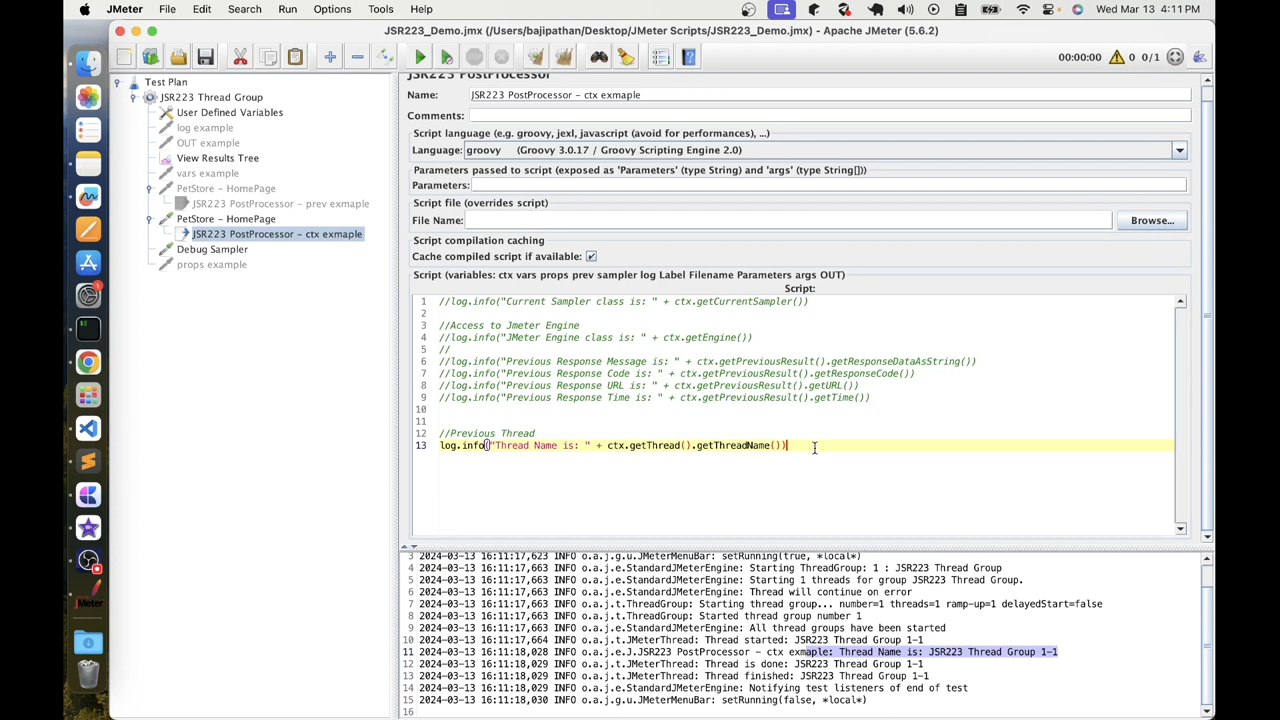 JMeter File Edit Search Run Options Tools Help Wed Mar 13 4:11 PM
JSR223_Demo.jmx (/Users/bajipathan/Desktop/JMeter Scripts/JSR223_Demo.jmx) - Apache JMeter (5.6.2)
00:00:00 0 0/1
Test Plan
JSR223 Thread Group
User Defined Variables
log example
OUT example
View Results Tree
vars example
PetStore - HomePage
JSR223 PostProcessor - prev exmaple
PetStore - HomePage
JSR223 PostProcessor - ctx exmaple
Debug Sampler
props example
JSR223 PostProcessor
Name: JSR223 PostProcessor - ctx exmaple
Comments:
Script language (e.g. groovy, jexl, javascript (avoid for performances), ...)
Language: groovy (Groovy 3.0.17 / Groovy Scripting Engine 2.0)
Parameters passed to script (exposed as 'Parameters' (type String) and 'args' (type String[]))
Parameters:
Script file (overrides script)
File Name: Browse...
Script compilation caching
Cache compiled script if available:
Script (variables: ctx vars props prev sampler log Label Filename Parameters args OUT)
Script:
1 //log.info("Current Sampler class is: " + ctx.getCurrentSampler())
2
3 //Access to Jmeter Engine
4 //log.info("JMeter Engine class is: " + ctx.getEngine())
5 //
6 //log.info("Previous Response Message is: " + ctx.getPreviousResult().getResponseDataAsString())
7 //log.info("Previous Response Code is: " + ctx.getPreviousResult().getResponseCode())
8 //log.info("Previous Response URL is: " + ctx.getPreviousResult().getURL())
9 //log.info("Previous Response Time is: " + ctx.getPreviousResult().getTime())
10
11
12 //Previous Thread
13 log.info("Thread Name is: " + ctx.getThread().getThreadName())
3 2024-03-13 16:11:17,623 INFO o.a.j.g.u.JMeterMenuBar: setRunning(true, *local*)
4 2024-03-13 16:11:17,663 INFO o.a.j.e.StandardJMeterEngine: Starting ThreadGroup: 1 : JSR223 Thread Group
5 2024-03-13 16:11:17,663 INFO o.a.j.e.StandardJMeterEngine: Starting 1 threads for group JSR223 Thread Group.
6 2024-03-13 16:11:17,663 INFO o.a.j.e.StandardJMeterEngine: Thread will continue on error
7 2024-03-13 16:11:17,663 INFO o.a.j.t.ThreadGroup: Starting thread group... number=1 threads=1 ramp-up=1 delayedStart=false
8 2024-03-13 16:11:17,663 INFO o.a.j.t.ThreadGroup: Started thread group number 1
9 2024-03-13 16:11:17,663 INFO o.a.j.e.StandardJMeterEngine: All thread groups have been started
10 2024-03-13 16:11:17,664 INFO o.a.j.t.JMeterThread: Thread started: JSR223 Thread Group 1-1
11 2024-03-13 16:11:18,028 INFO o.a.j.e.J.JSR223 PostProcessor - ctx exmaple: Thread Name is: JSR223 Thread Group 1-1
12 2024-03-13 16:11:18,029 INFO o.a.j.t.JMeterThread: Thread is done: JSR223 Thread Group 1-1
13 2024-03-13 16:11:18,029 INFO o.a.j.t.JMeterThread: Thread finished: JSR223 Thread Group 1-1
14 2024-03-13 16:11:18,029 INFO o.a.j.e.StandardJMeterEngine: Notifying test listeners of end of test
15 2024-03-13 16:11:18,030 INFO o.a.j.g.u.JMeterMenuBar: setRunning(false, *local*)
16